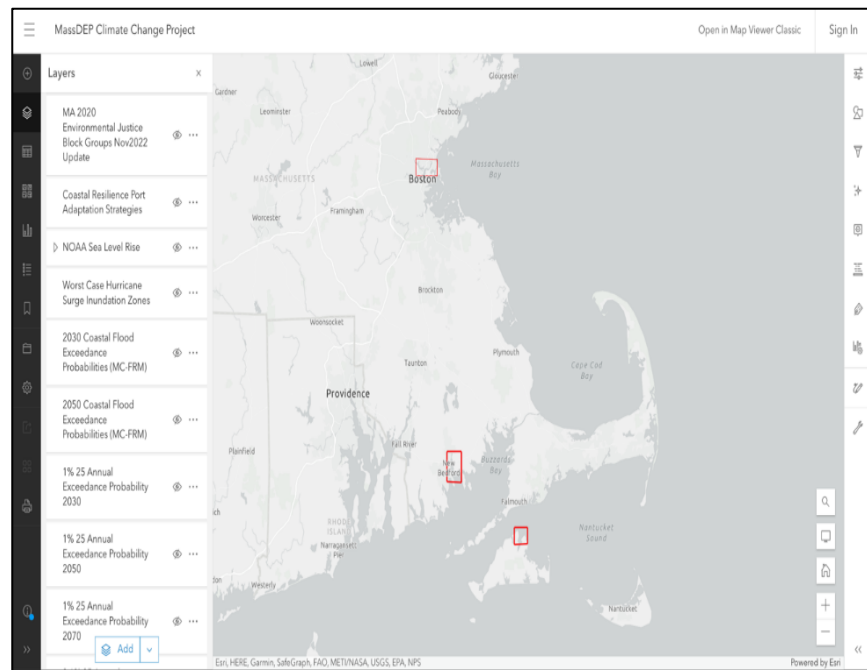 MassDEP Climate Change Project
Open in Map Viewer Classic
Sign In
Layers
x
MA 2020
Environmental Justice
Block Groups Nov2022
Update
Coastal Resilience Port
Adaptation Strategies
NOAA Sea Level Rise
Worst Case Hurricane
Surge Inundation Zones
2030 Coastal Flood
Exceedance
Probabilities (MC-FRM)
2050 Coastal Flood
Exceedance
Probabilities (MC-FRM)
1% 25 Annual
Exceedance Probability
2030
1% 25 Annual
Exceedance Probability
2050
1% 25 Annual
Exceedance Probability
2070
Add
Lowell
Gloucester
Gardner
Leominster
Peabody
Massachusetts
Bay
MASSACHUSETTS
Boston
Worcester
Framingham
Brockton
Woonsocket
Plymouth
Taunton
Cape Cod
Bay
Providence
Plainfield
Fall River
New
Bedford
Buzzards
Bay
Falmouth
RHODE
ISLAND
Nantucket
Sound
Narragansett
Pier
Westerly
Nantucket
Esri, HERE, Garmin, SafeGraph, FAO, METI/NASA, USGS, EPA, NPS
Powered by Esri